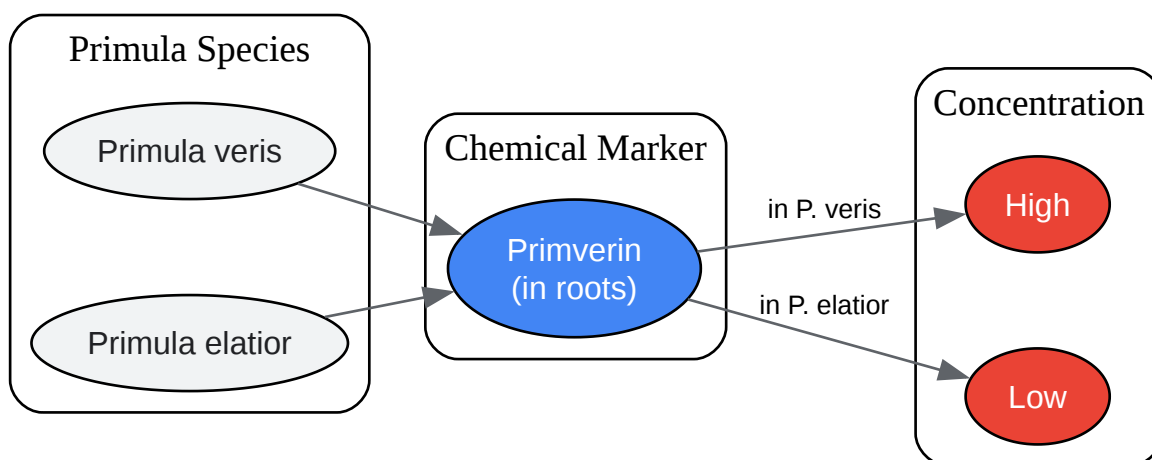 Primula Species
Primula veris
Primula elatior
Chemical Marker
Primverin
(in roots)
in P. veris
in P. elatior
Concentration
High
Low